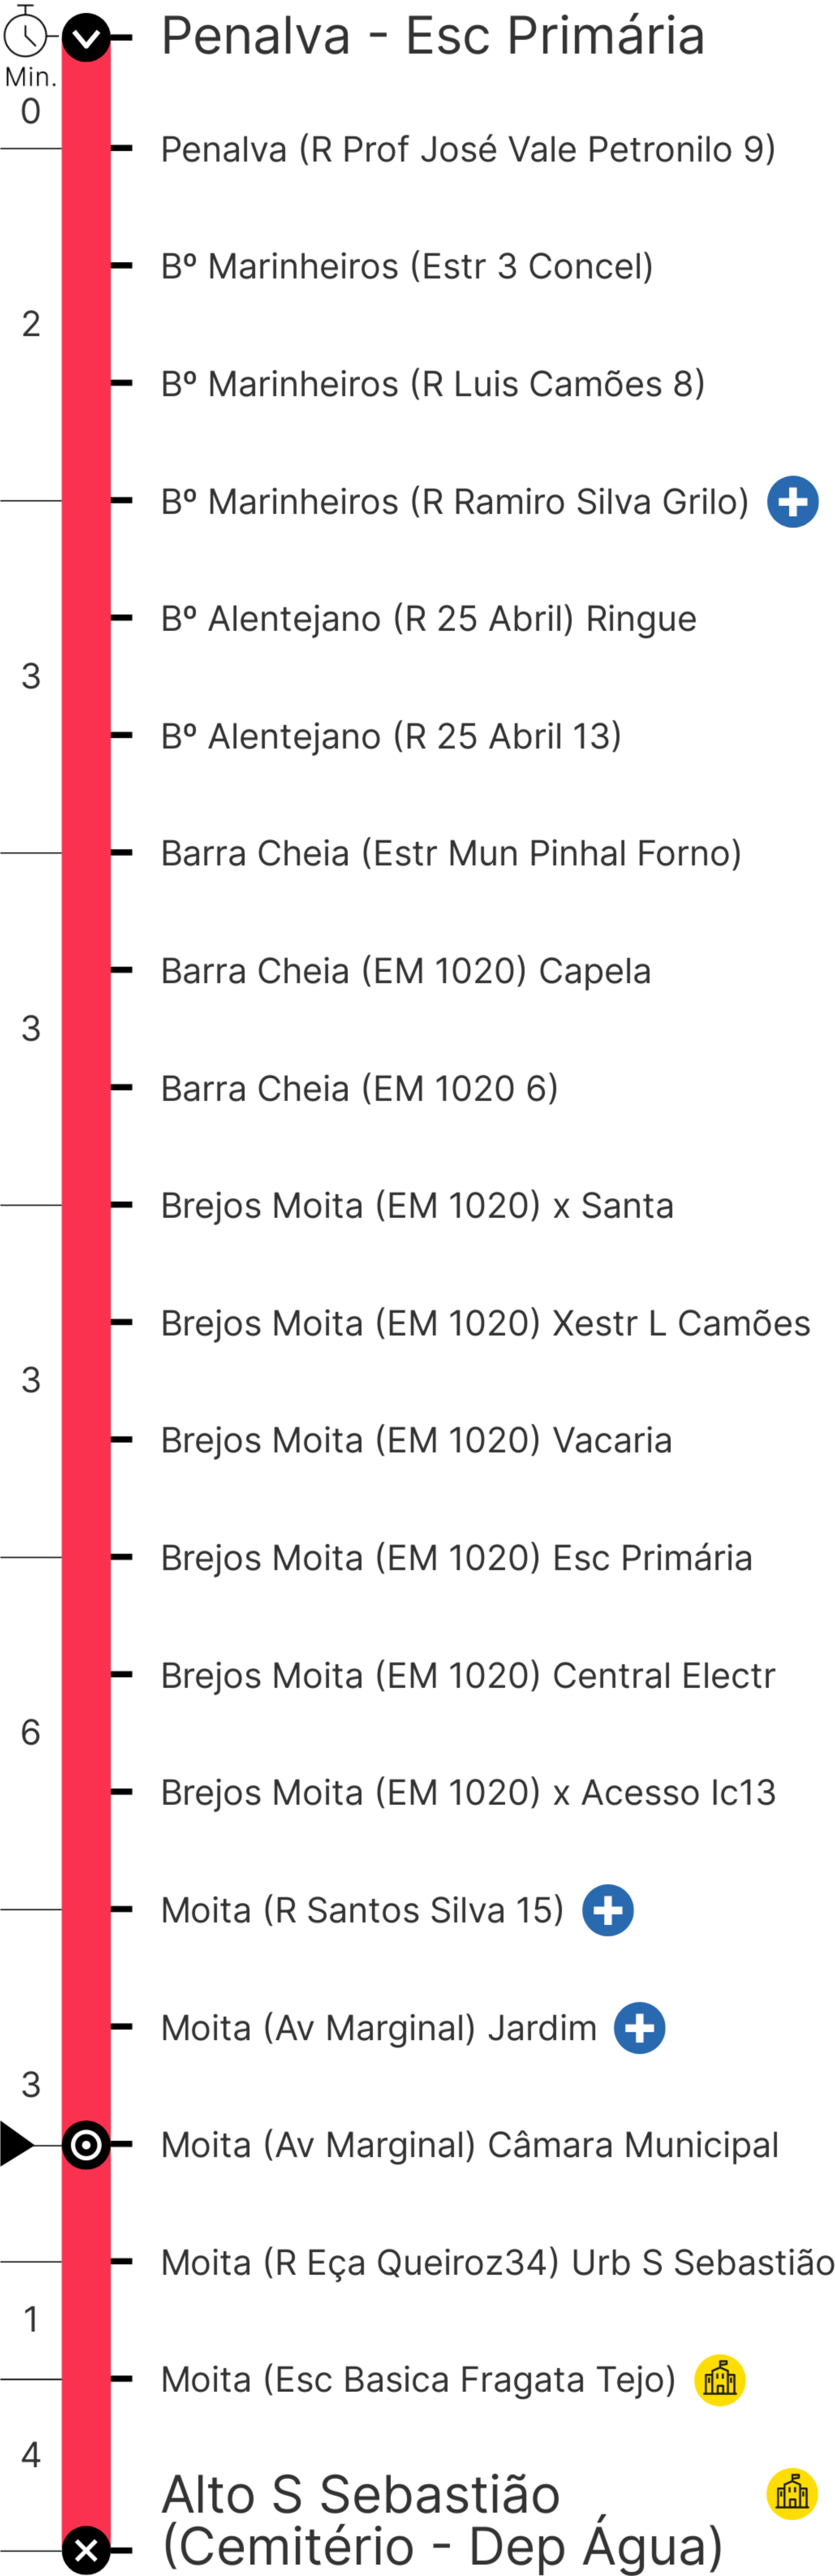 Penalva - Esc Primária
Min.
0
Penalva (R Prof José Vale Petronilo 9)
Bº Marinheiros (Estr 3 Concel)
2
Bº Marinheiros (R Luis Camões 8)
Bº Marinheiros (R Ramiro Silva Grilo)
Bº Alentejano (R 25 Abril) Ringue
3
Bº Alentejano (R 25 Abril 13)
Barra Cheia (Estr Mun Pinhal Forno)
Barra Cheia (EM 1020) Capela
3
Barra Cheia (EM 1020 6)
Brejos Moita (EM 1020) x Santa
Brejos Moita (EM 1020) Xestr L Camões
3
Brejos Moita (EM 1020) Vacaria
Brejos Moita (EM 1020) Esc Primária
Brejos Moita (EM 1020) Central Electr
6
Brejos Moita (EM 1020) x Acesso Ic13
Moita (R Santos Silva 15)
Moita (Av Marginal) Jardim
3
Moita (Av Marginal) Câmara Municipal
Moita (R Eça Queiroz34) Urb S Sebastião
1
Moita (Esc Basica Fragata Tejo)
4
Alto S Sebastião
(Cemitério - Dep Água)